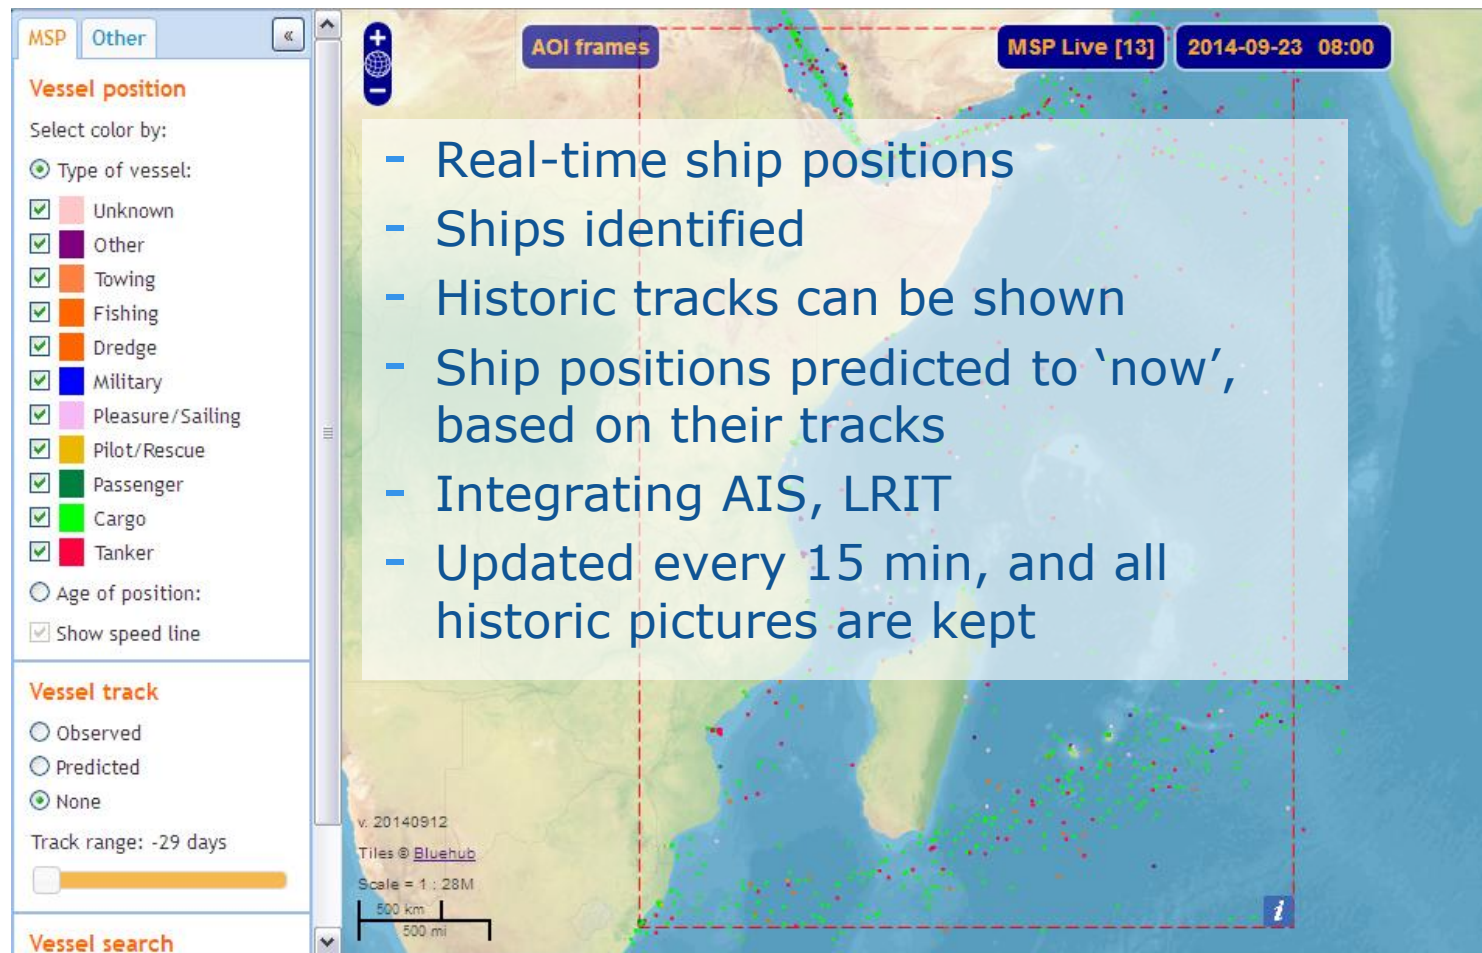 MSP
Other
«
Vessel position
Select color by:
Type of vessel:
Unknown
Other
Towing
Fishing
Dredge
Military
Pleasure/Sailing
Pilot/Rescue
Passenger
Cargo
Tanker
Age of position:
Show speed line
Vessel track
Observed
Predicted
None
Track range: -29 days
Vessel search
AOI frames
MSP Live [13]
2014-09-23 08:00
- Real-time ship positions
- Ships identified
- Historic tracks can be shown
- Ship positions predicted to ‘now’,
based on their tracks
- Integrating AIS, LRIT
- Updated every 15 min, and all
historic pictures are kept
v. 20140912
Tiles © Bluehub
Scale = 1 : 28M
500 km
500 mi
i